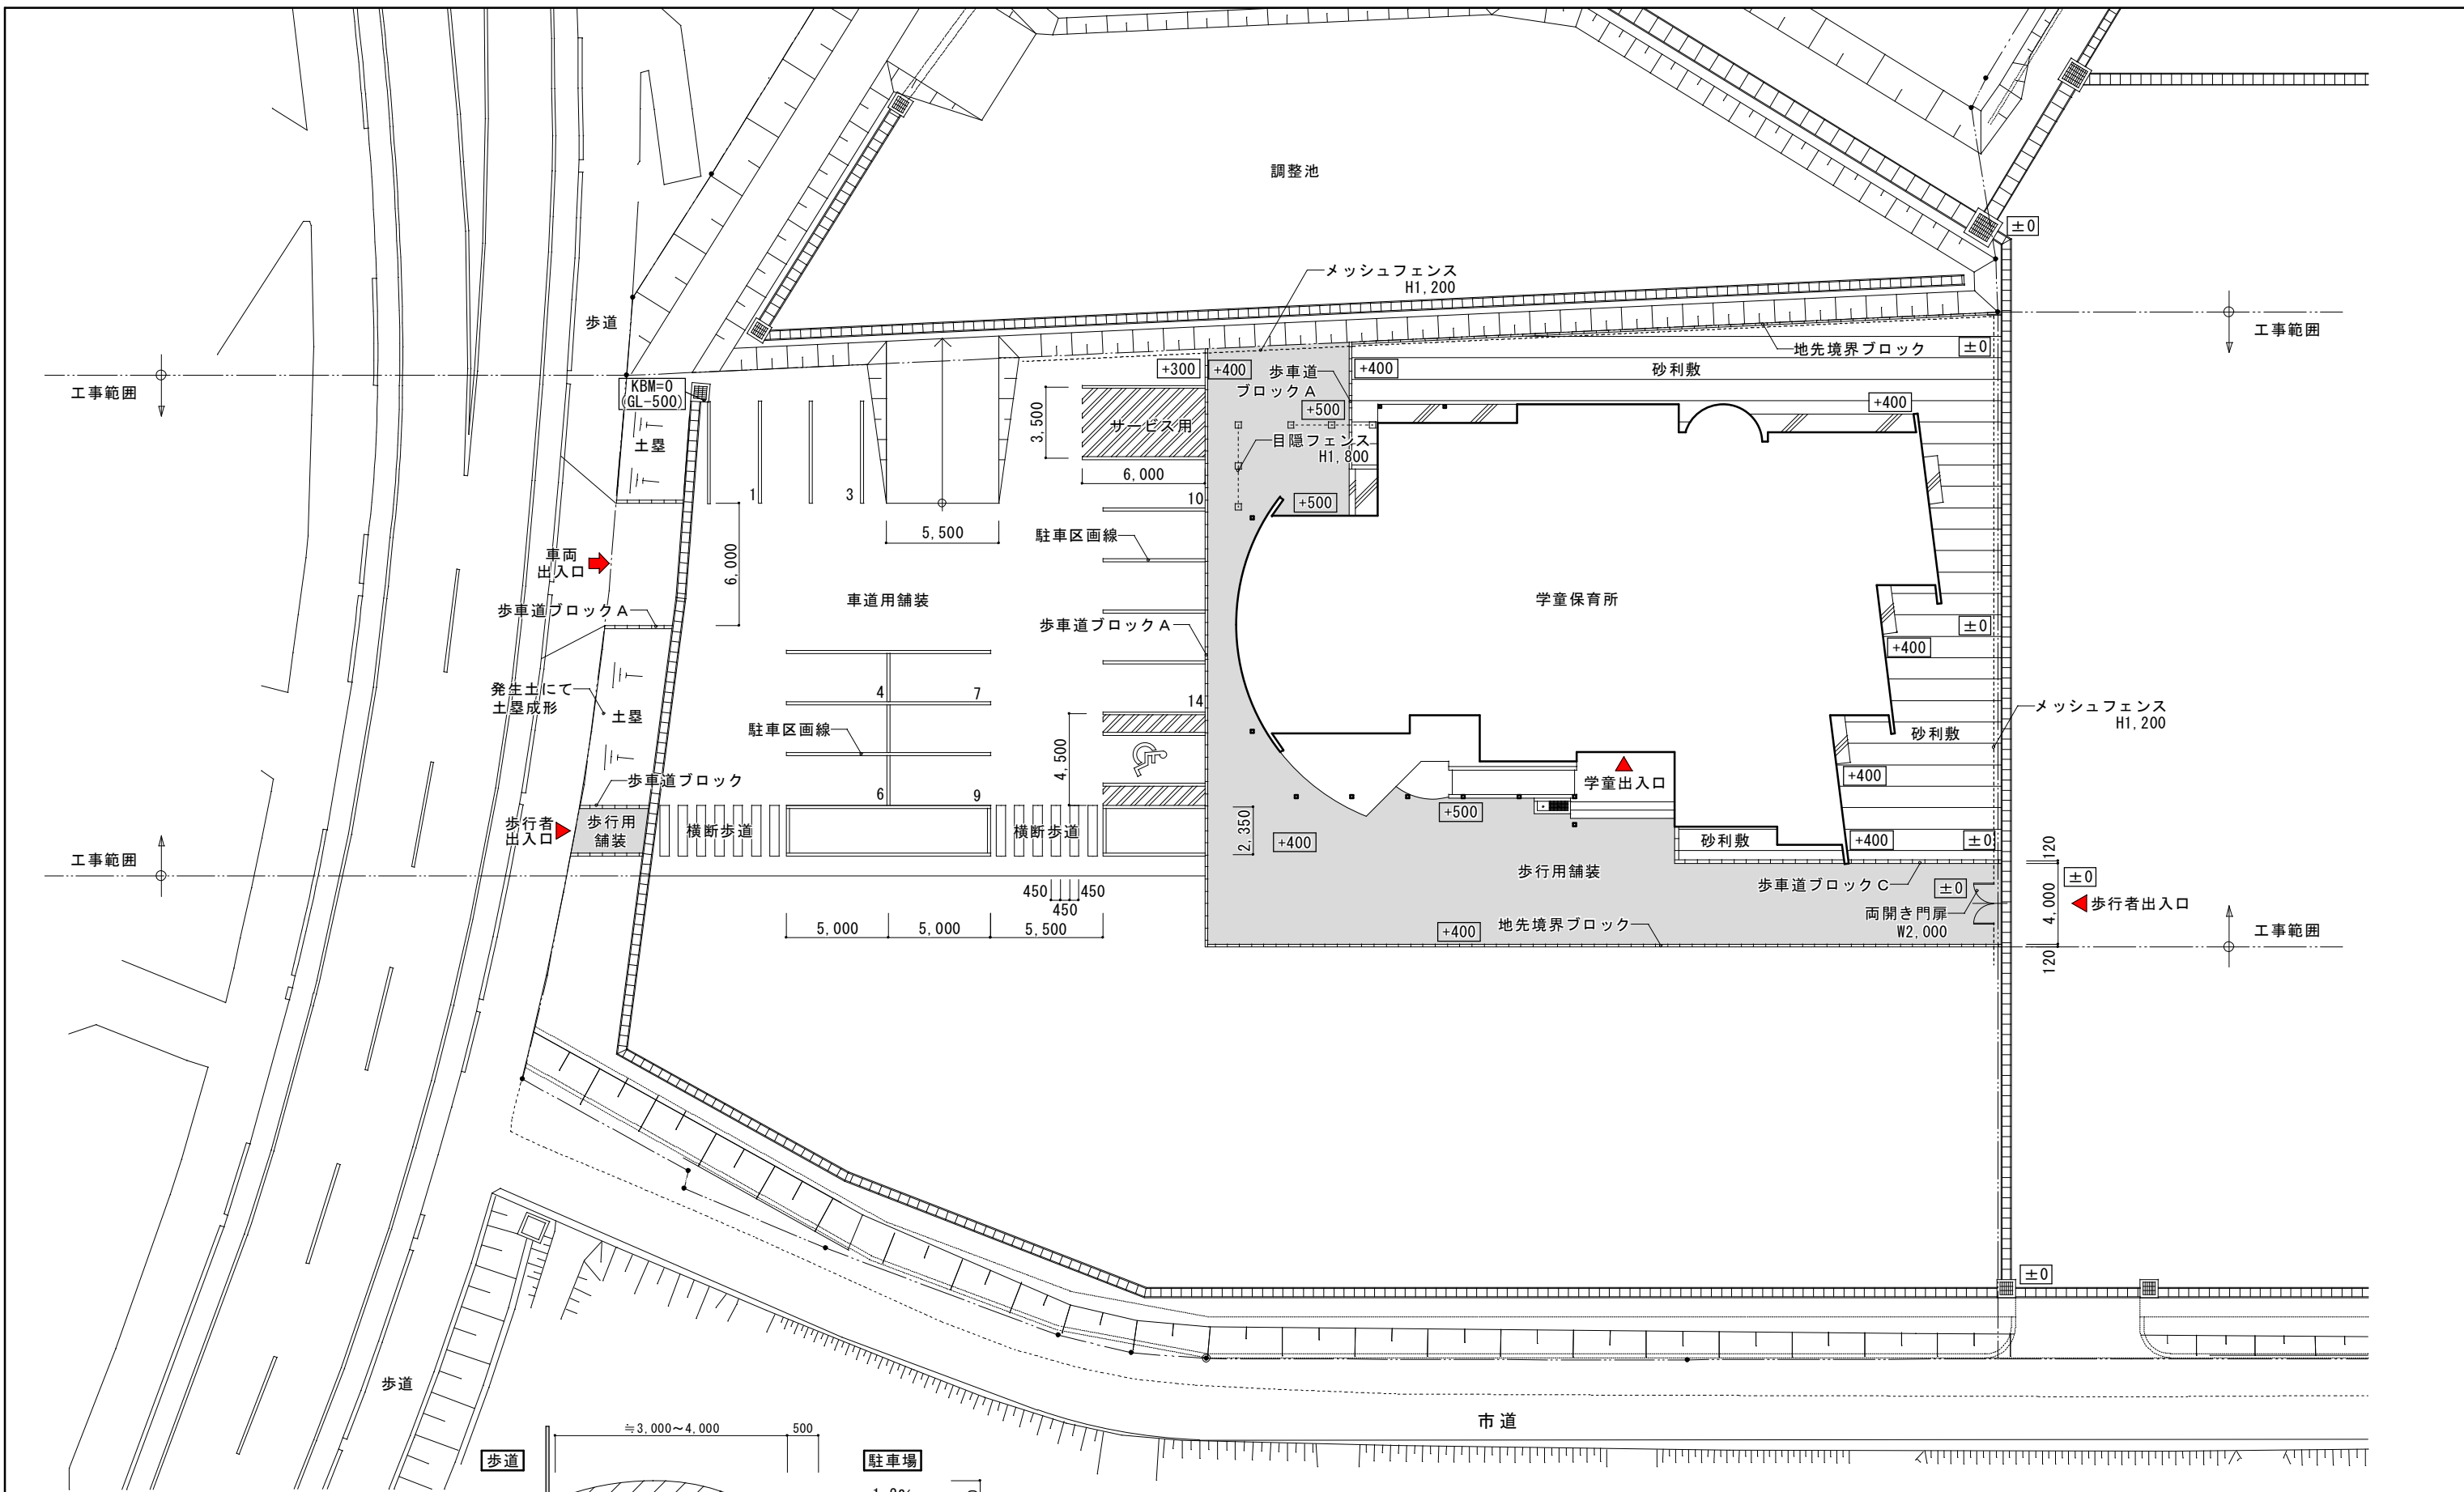 調整池
±0
メッシュフェンス
H1,200
歩道
工事範囲
工事範囲
地先境界ブロック
±0
KBM=0
(GL-500)
+300
+400
歩車道
ブロックA
+400
砂利敷
+500
+400
3,500
サービス用
目隠フェンス
H1,800
土塁
6,000
1
3
10
+500
5,500
駐車区画線
車両
出入口
6,000
歩車道ブロックA
車道用舗装
学童保育所
歩車道ブロックA
±0
+400
発生土にて
土塁成形
土塁
4
7
14
メッシュフェンス
H1,200
駐車区画線
砂利敷
4,500
歩車道ブロック
学童出入口
+400
6
9
歩行者
出入口
歩行用
舗装
横断歩道
横断歩道
2,350
+500
+400
砂利敷
+400
±0
120
工事範囲
歩行用舗装
歩車道ブロックC
±0
±0
450
450
450
4,000
歩行者出入口
両開き門扉
W2,000
5,000
5,000
5,500
+400
地先境界ブロック
工事範囲
120
±0
歩道
市道
≒3,000~4,000
500
歩道
駐車場